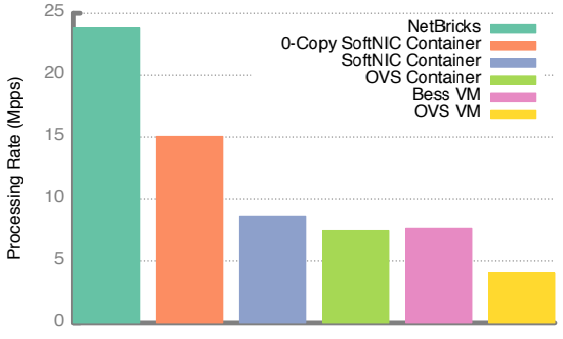 25
20
15
10
5
0
Processing Rate (Mpps)
NetBricks
0-Copy SoftNIC Container
SoftNIC Container
OVS Container
Bess VM
OVS VM